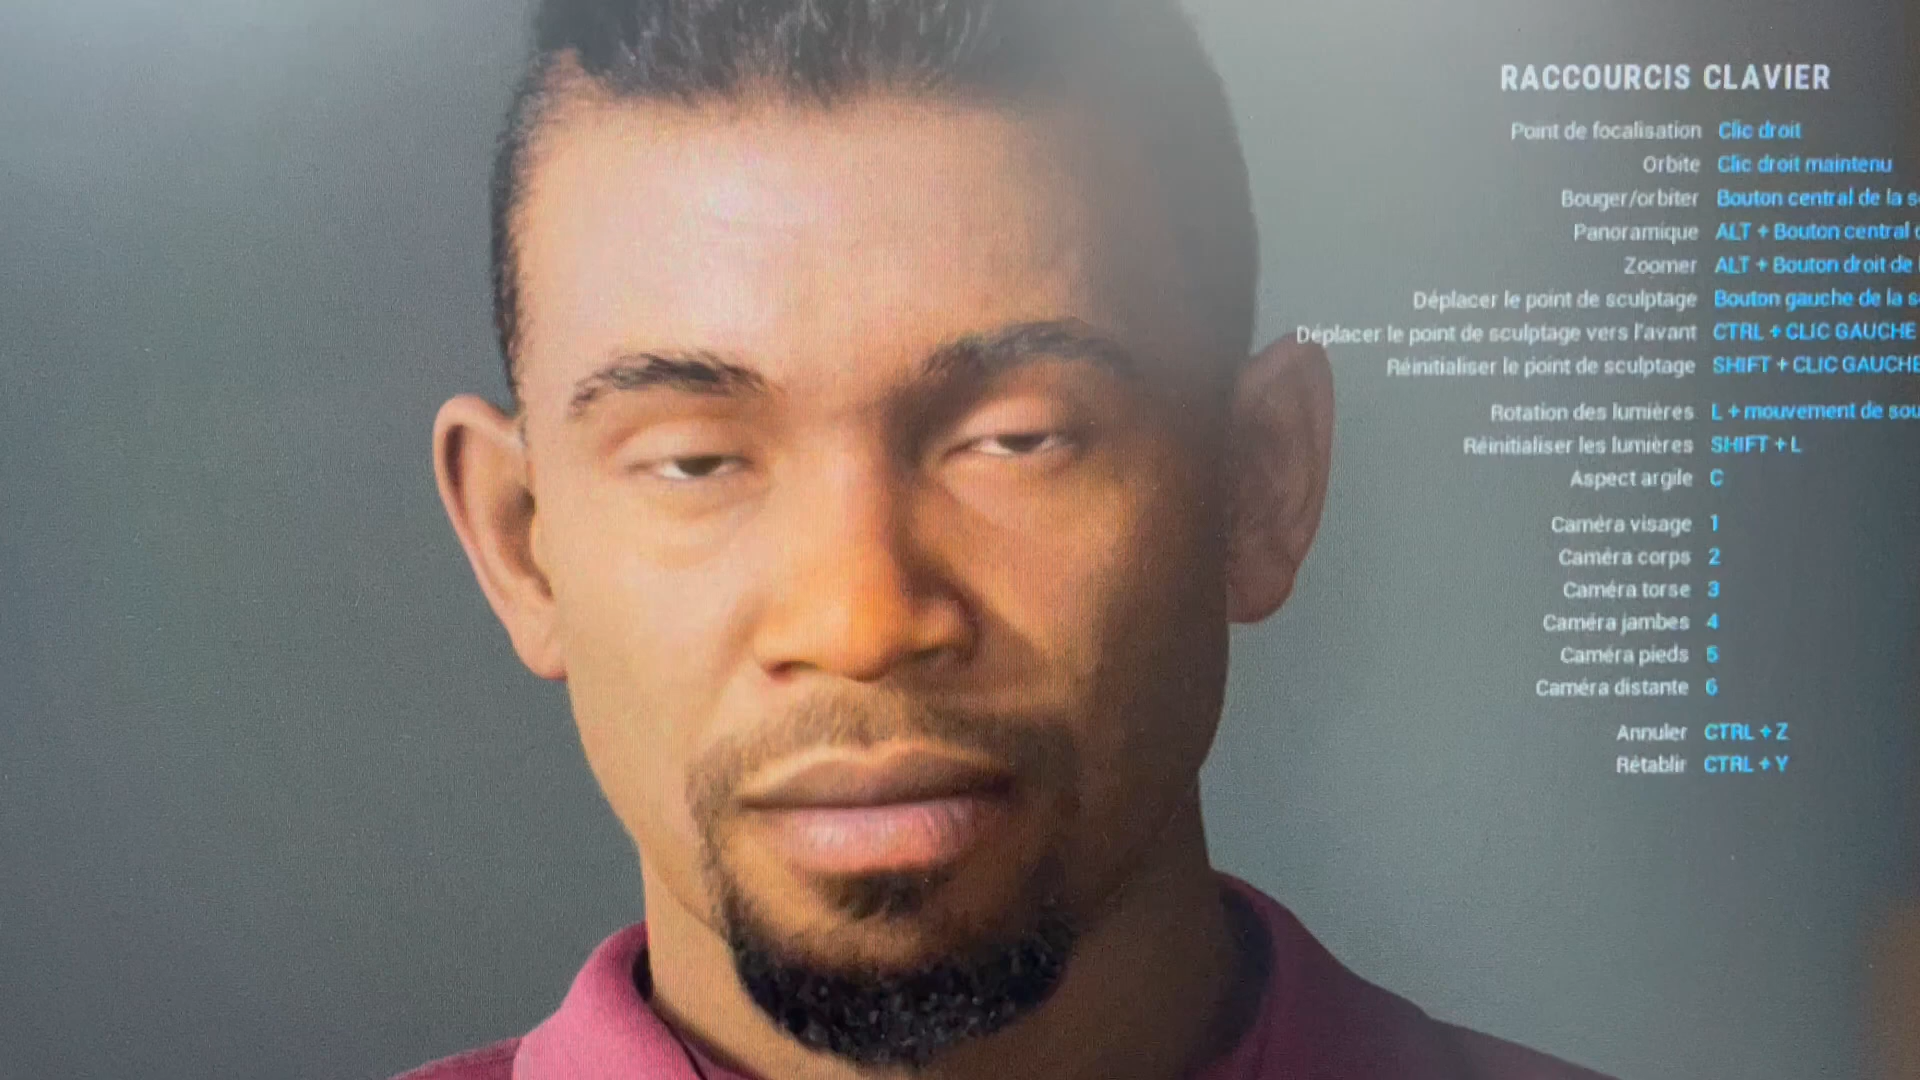 RACCOURCIS CLAVIER
Point de focalisation Clic droit
Orbite Clic droit maintenu
Bouger/orbiter Bouton central de la
Panoramique ALT + Bouton central
Zoomer ALT + Bouton droit de
Déplacer le point de sculptage Bouton gauche de la
Déplacer le point de sculptage vers l'avant CTRL + CLIC GAUCHE
Réinitialiser le point de sculptage SHIFT + CLIC GAUCHE
Rotation des lumières L + mouvement de
Réinitialiser les lumières SHIFT + L
Aspect argile C
Caméra visage 1
Caméra corps 2
Caméra torse 3
Caméra jambes 4
Caméra pieds 5
Caméra distante 6
Annuler CTRL + Z
Rétablir CTRL + Y